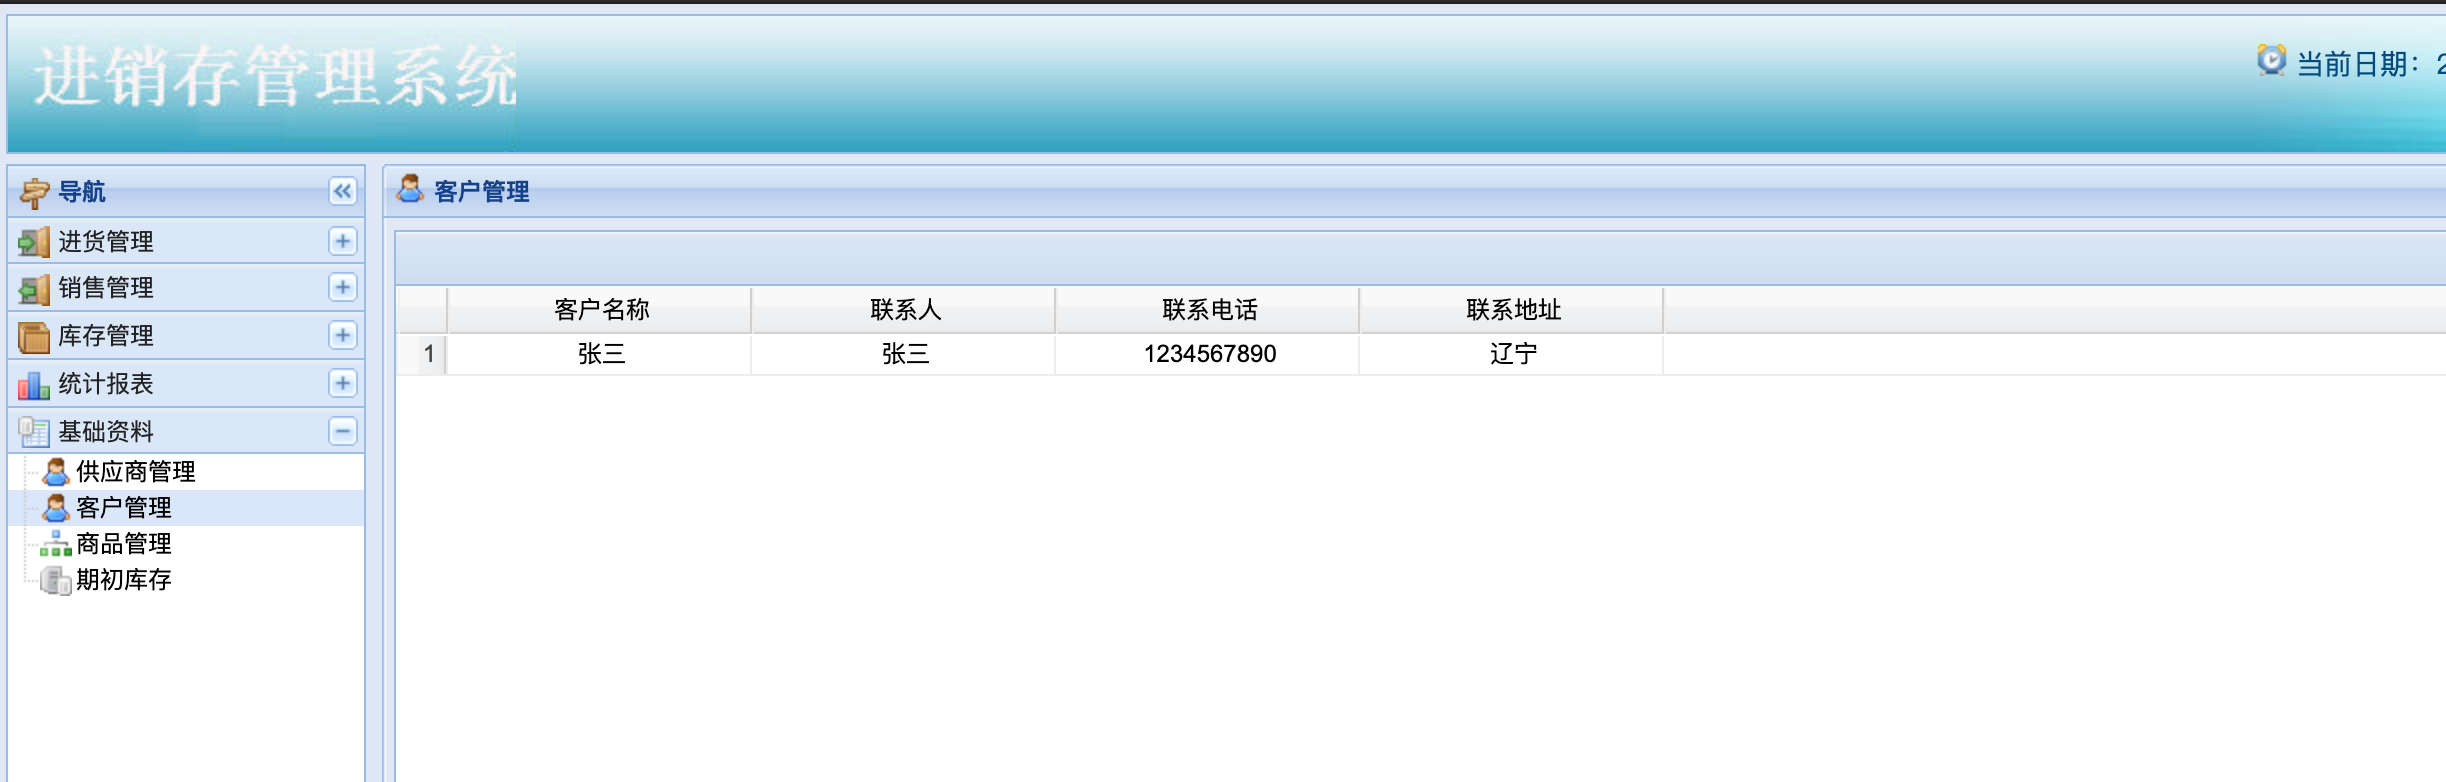 进销存管理系统
当前日期：2
导航
进货管理
销售管理
库存管理
统计报表
基础资料
供应商管理
客户管理
商品管理
期初库存
客户管理
客户名称 联系人 联系电话 联系地址
1 张三 张三 1234567890 辽宁